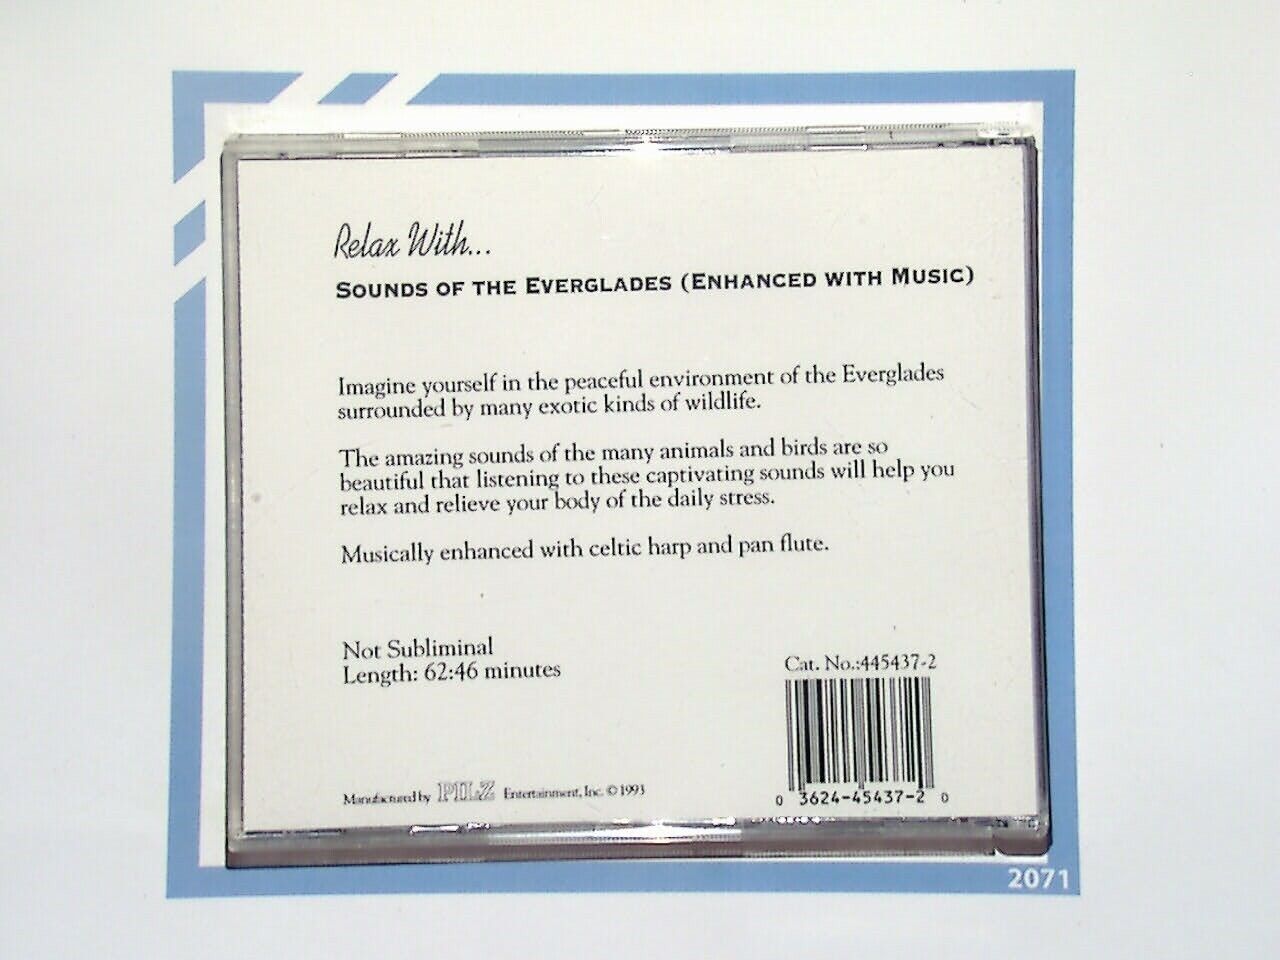 Relax With...
SOUNDS OF THE EVERGLADES (ENHANCED WITH MUSIC)
Imagine yourself in the peaceful environment of the Everglades
surrounded by many exotic kinds of wildlife.
The amazing sounds of the many animals and birds are so
beautiful that listening to these captivating sounds will help you
relax and relieve your body of the daily stress.
Musically enhanced with celtic harp and pan flute.
Not Subliminal
Length: 62:46 minutes
Cat. No.:445437-2
0 3624-45437-2 0
Manufactured by PILZ Entertainment, Inc. © 1993
2071